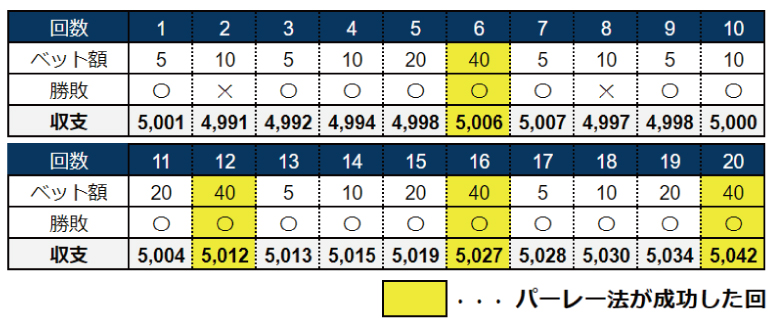 回数 1 2 3 4 5 6 7 8 9 10
ベット額 5 10 5 10 20 40 5 10 5 10
勝敗 〇 × 〇 〇 〇 〇 〇 × 〇 〇
収支 5,001 4,991 4,992 4,994 4,998 5,006 5,007 4,997 4,998 5,000
回数 11 12 13 14 15 16 17 18 19 20
ベット額 20 40 5 10 20 40 5 10 20 40
勝敗 〇 〇 〇 〇 〇 〇 〇 〇 〇 〇
収支 5,004 5,012 5,013 5,015 5,019 5,027 5,028 5,030 5,034 5,042
・・・パーレー法が成功した回